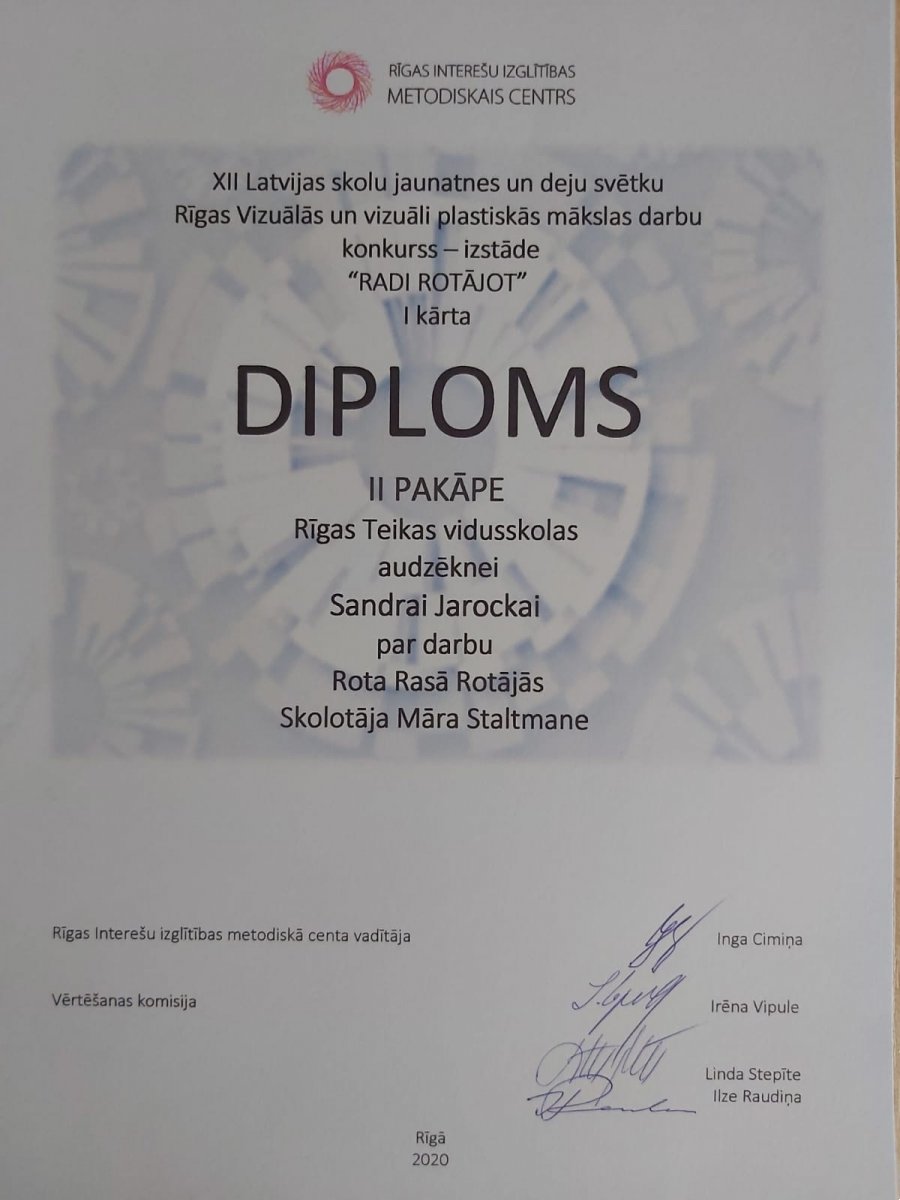 RĪGAS INTEREŠU IZGLĪTĪBAS
METODISKAIS CENTRS
XII Latvijas skolu jaunatnes un deju svētku
Rīgas Vizuālās un vizuāli plastiskās mākslas darbu
konkurss – izstāde
“RADI ROTĀJOT”
I kārta
DIPLOMS
II PAKĀPE
Rīgas Teikas vidusskolas
audzēknei
Sandrai Jarockai
par darbu
Rota Rasā Rotājās
Skolotāja Māra Staltmane
Rīgas Interešu izglītības metodiskā centa vadītāja
Inga Cimiņa
Vērtēšanas komisija
Irēna Vipule
Linda Stepīte
Ilze Raudiņa
Rīgā
2020